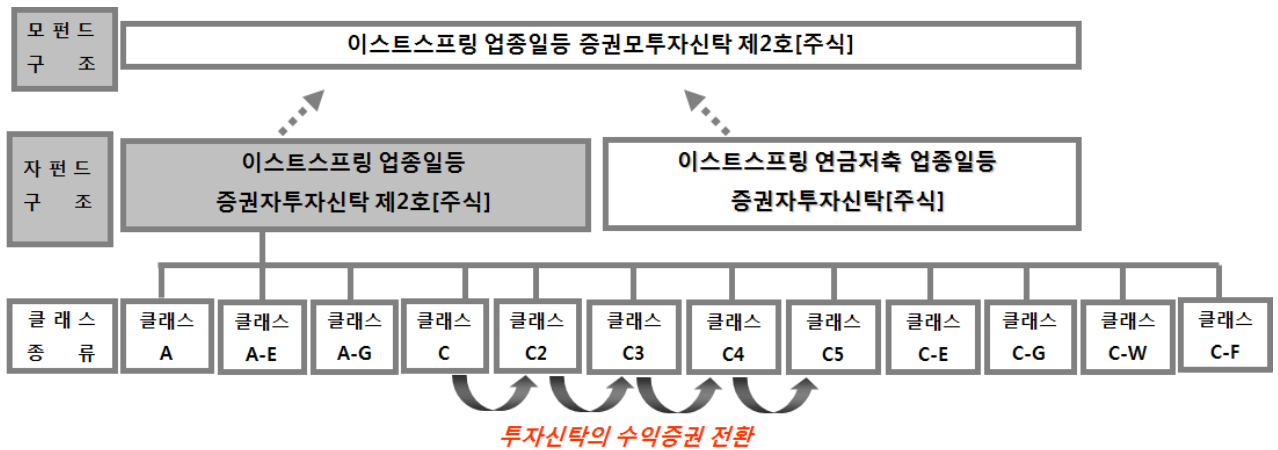 모 펀 드
구 조
이스트스프링 업종일등 증권모투자신탁 제2호[주식]
자 펀 드
구 조
이스트스프링 업종일등
증권자투자신탁 제2호[주식]
이스트스프링 연금저축 업종일등
증권자투자신탁[주식]
클 래 스
종 류
클래스
A
클래스
A-E
클래스
A-G
클래스
C
클래스
C2
클래스
C3
클래스
C4
클래스
C5
클래스
C-E
클래스
C-G
클래스
C-W
클래스
C-F
투자신탁의 수익증권 전환